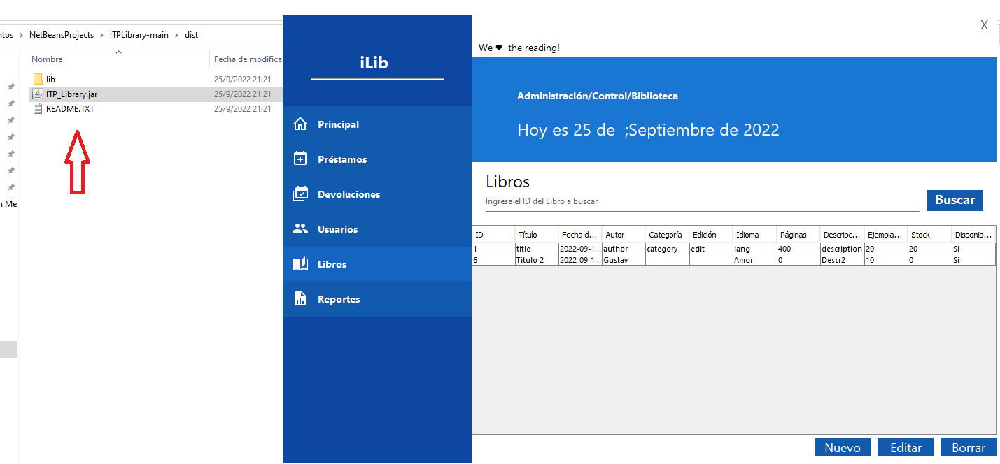 ntos > NetBeansProjects > ITPLibrary-main > dist
Nombre Fecha de modifica
lib 25/9/2022 21:21
ITP_Library.jar 25/9/2022 21:21
README.TXT 25/9/2022 21:21
n Me
iLib
Principal
Préstamos
Devoluciones
Usuarios
Libros
Reportes
X
We ♥ the reading!
Administración/Control/Biblioteca
Hoy es 25 de ;Septiembre de 2022
Libros
Ingrese el ID del Libro a buscar
Buscar
ID Título Fecha d... Autor Categoría Edición Idioma Páginas Descripc... Ejempla... Stock Disponib...
1 title 2022-09-1... author category edit lang 400 description 20 20 Si
6 Titulo 2 2022-09-1... Gustav Amor 0 Descr2 10 0 Si
Nuevo Editar Borrar